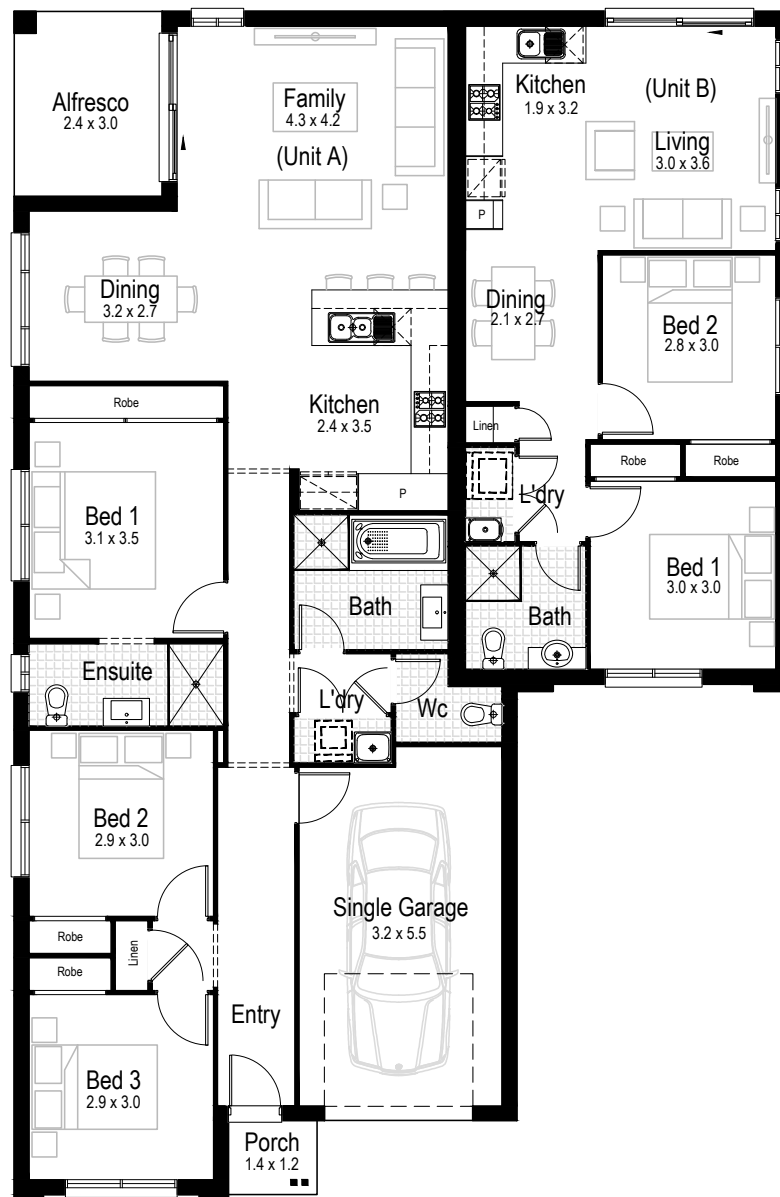 Alfresco
2.4 x 3.0
Family
4.3 x 4.2
(Unit A)
Dining
3.2 x 2.7
Kitchen
2.4 x 3.5
P
Robe
Bed 1
3.1 x 3.5
Bath
Ensuite
L'dry
Wc
Bed 2
2.9 x 3.0
Robe
Linen
Robe
Single Garage
3.2 x 5.5
Entry
Bed 3
2.9 x 3.0
Porch
1.4 x 1.2
Kitchen
1.9 x 3.2
(Unit B)
Living
3.0 x 3.6
P
Dining
2.1 x 2.7
Bed 2
2.8 x 3.0
Linen
Robe
Robe
L'dry
Bed 1
3.0 x 3.0
Bath